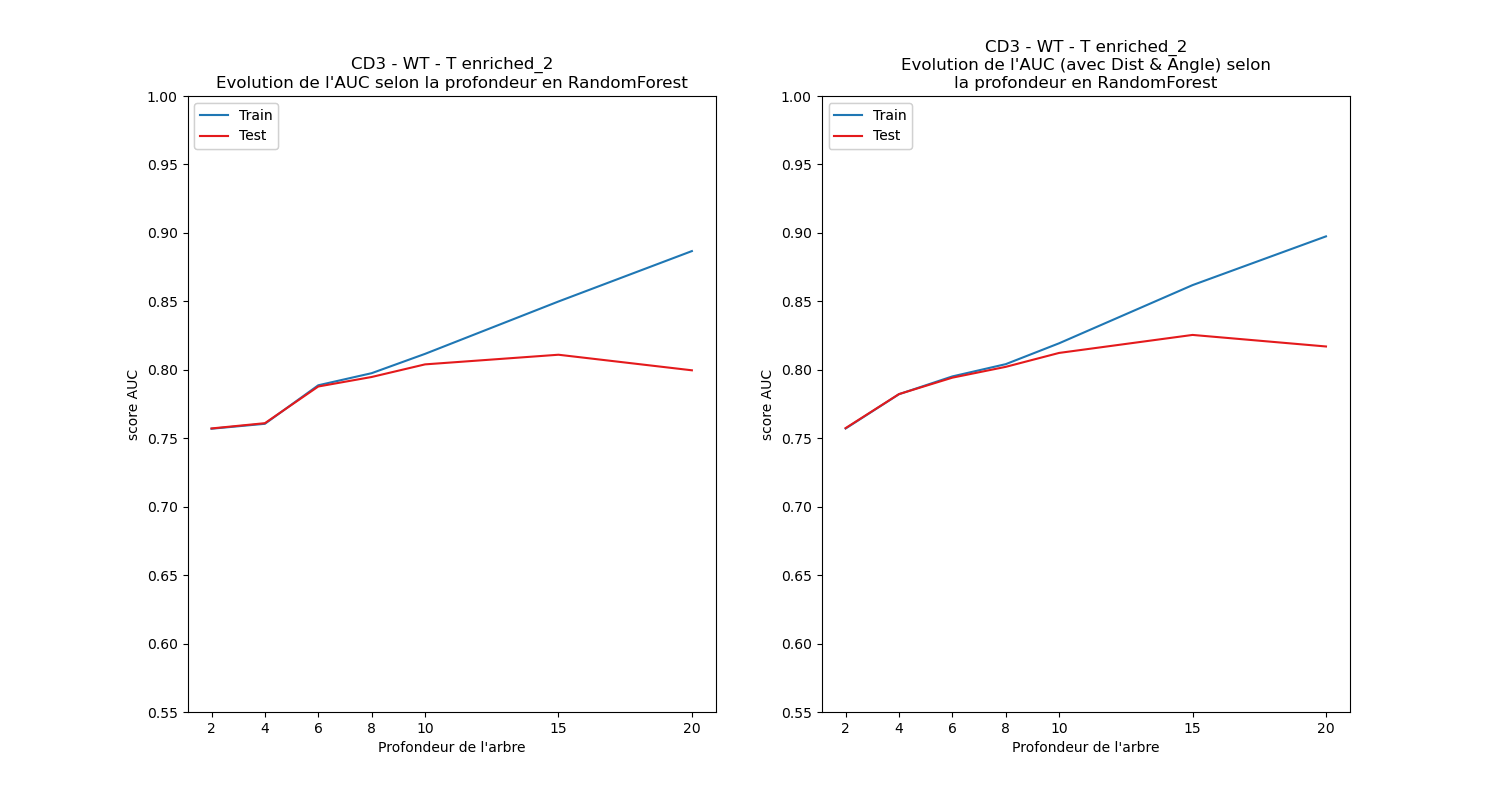 CD3 - WT - T enriched_2
Evolution de l'AUC selon la profondeur en RandomForest
Train
Test
1.00
0.95
0.90
0.85
0.80
0.75
0.70
0.65
0.60
0.55
score AUC
2 4 6 8 10 15 20
Profondeur de l'arbre
CD3 - WT - T enriched_2
Evolution de l'AUC (avec Dist & Angle) selon
la profondeur en RandomForest
Train
Test
1.00
0.95
0.90
0.85
0.80
0.75
0.70
0.65
0.60
0.55
score AUC
2 4 6 8 10 15 20
Profondeur de l'arbre